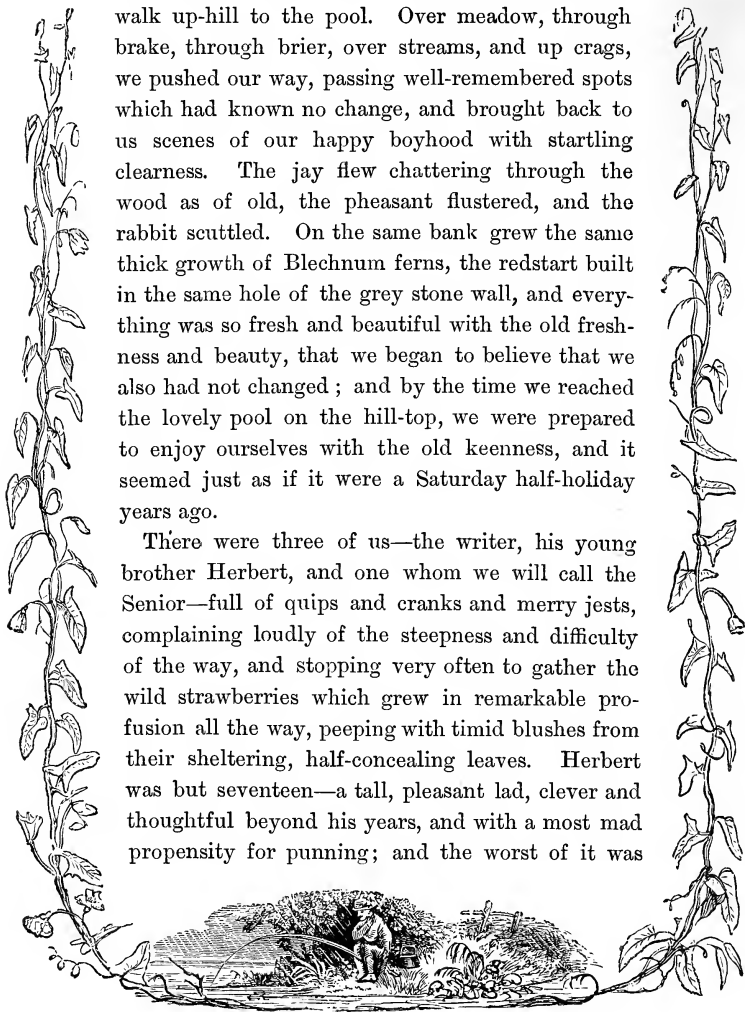 walk up-hill to the pool. Over meadow, through
brake, through brier, over streams, and up crags,
we pushed our way, passing well-remembered spots
which had known no change, and brought back to
us scenes of our happy boyhood with startling
clearness. The jay flew chattering through the
wood as of old, the pheasant flustered, and the
rabbit scuttled. On the same bank grew the same
thick growth of Blechnum ferns, the redstart built
in the same hole of the grey stone wall, and every-
thing was so fresh and beautiful with the old fresh-
ness and beauty, that we began to believe that we
also had not changed ; and by the time we reached
the lovely pool on the hill-top, we were prepared
to enjoy ourselves with the old keenness, and it
seemed just as if it were a Saturday half-holiday
years ago.
There were three of us—the writer, his young
brother Herbert, and one whom we will call the
Senior—full of quips and cranks and merry jests,
complaining loudly of the steepness and difficulty
of the way, and stopping very often to gather the
wild strawberries which grew in remarkable pro-
fusion all the way, peeping with timid blushes from
their sheltering, half-concealing leaves. Herbert
was but seventeen—a tall, pleasant lad, clever and
thoughtful beyond his years, and with a most mad
propensity for punning; and the worst of it was